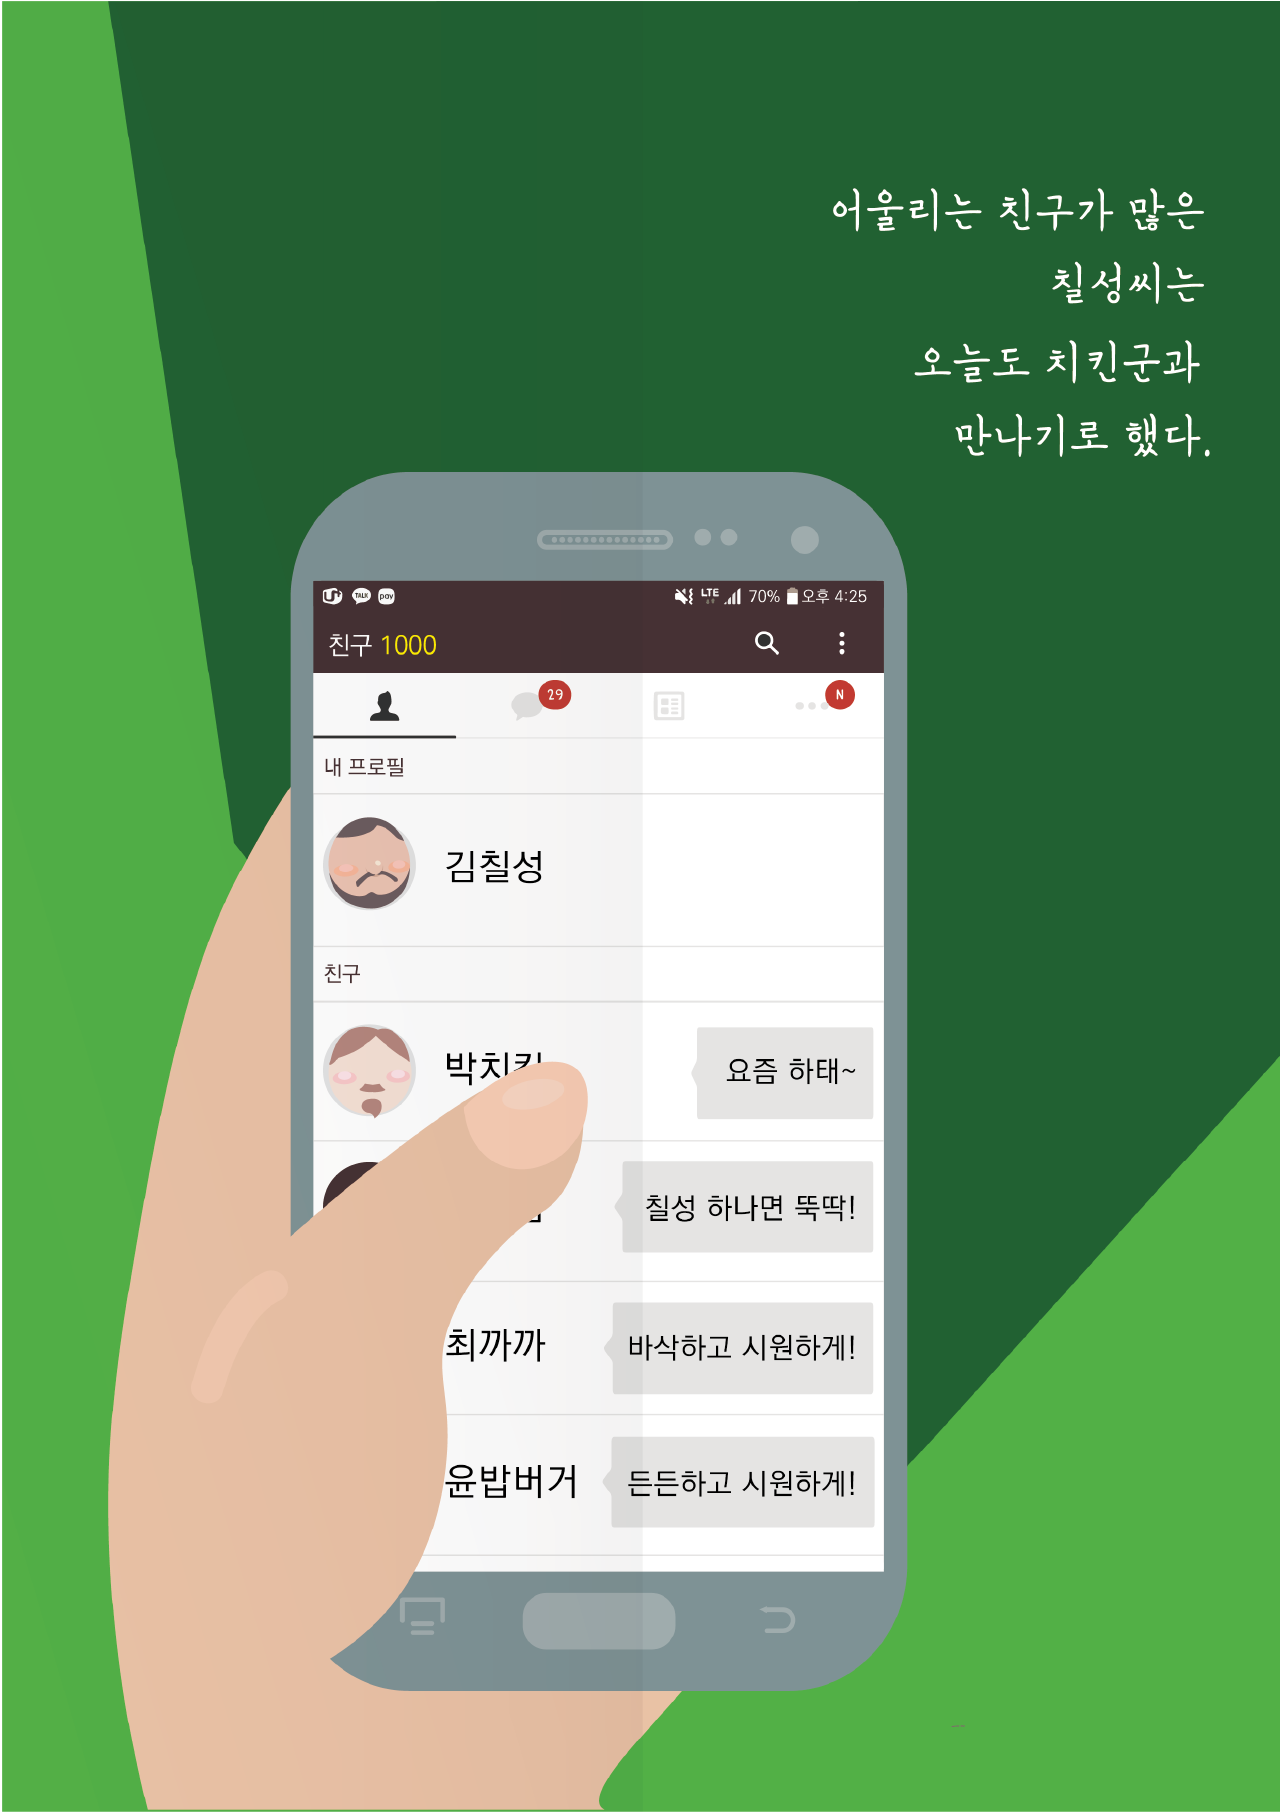 어울리는 친구가 많은
칠성씨는
오늘도 치킨군과
만나기로 했다.
U+ TALK pay LTE 70% 오후 4:25
친구 1000
29 N
내 프로필
김칠성
친구
요즘 하태~
칠성 하나면 뚝딱!
최까까 바삭하고 시원하게!
윤밥버거 든든하고 시원하게!